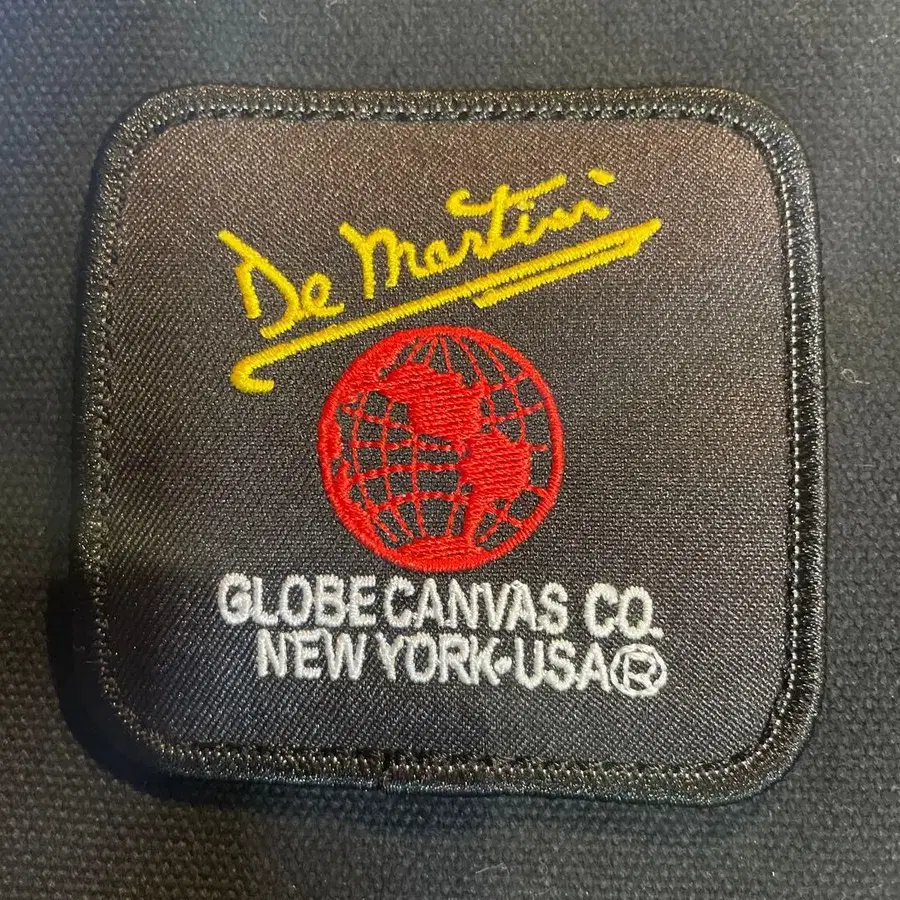 De Martini
GLOBE CANVAS CO.
NEW YORK-USA®